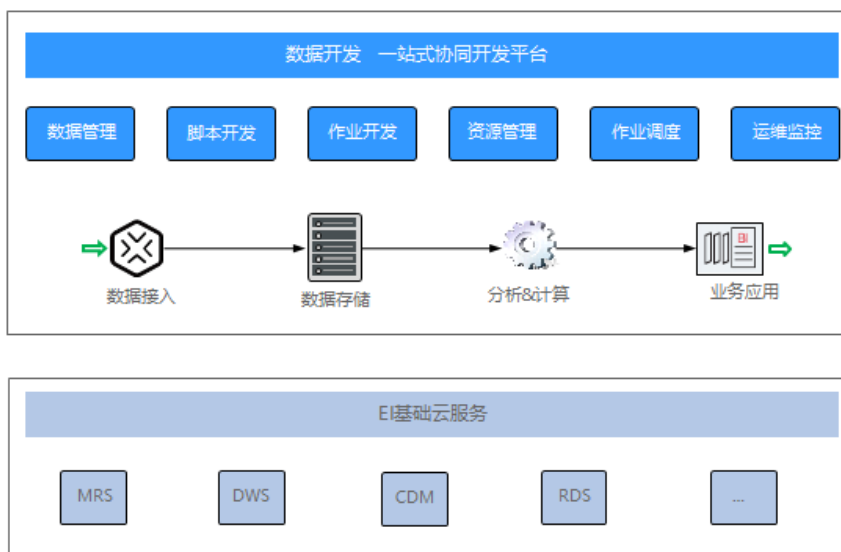 数据开发 一站式协同开发平台
数据管理 脚本开发 作业开发 资源管理 作业调度 运维监控
BI
数据接入 数据存储 分析&计算 业务应用
EI基础云服务
MRS DWS CDM RDS ...